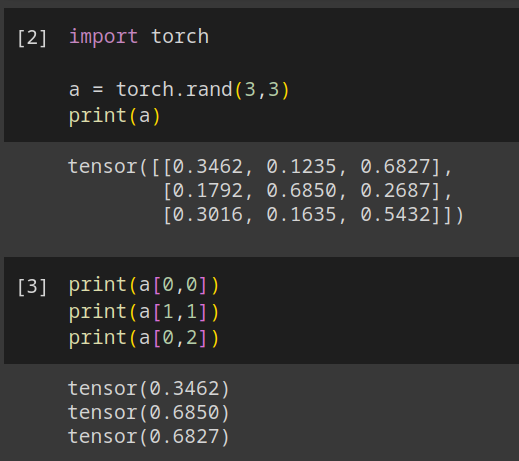 [2] import torch
a = torch.rand(3,3)
print(a)
tensor([[0.3462, 0.1235, 0.6827],
        [0.1792, 0.6850, 0.2687],
        [0.3016, 0.1635, 0.5432]])
[3] print(a[0,0])
print(a[1,1])
print(a[0,2])
tensor(0.3462)
tensor(0.6850)
tensor(0.6827)